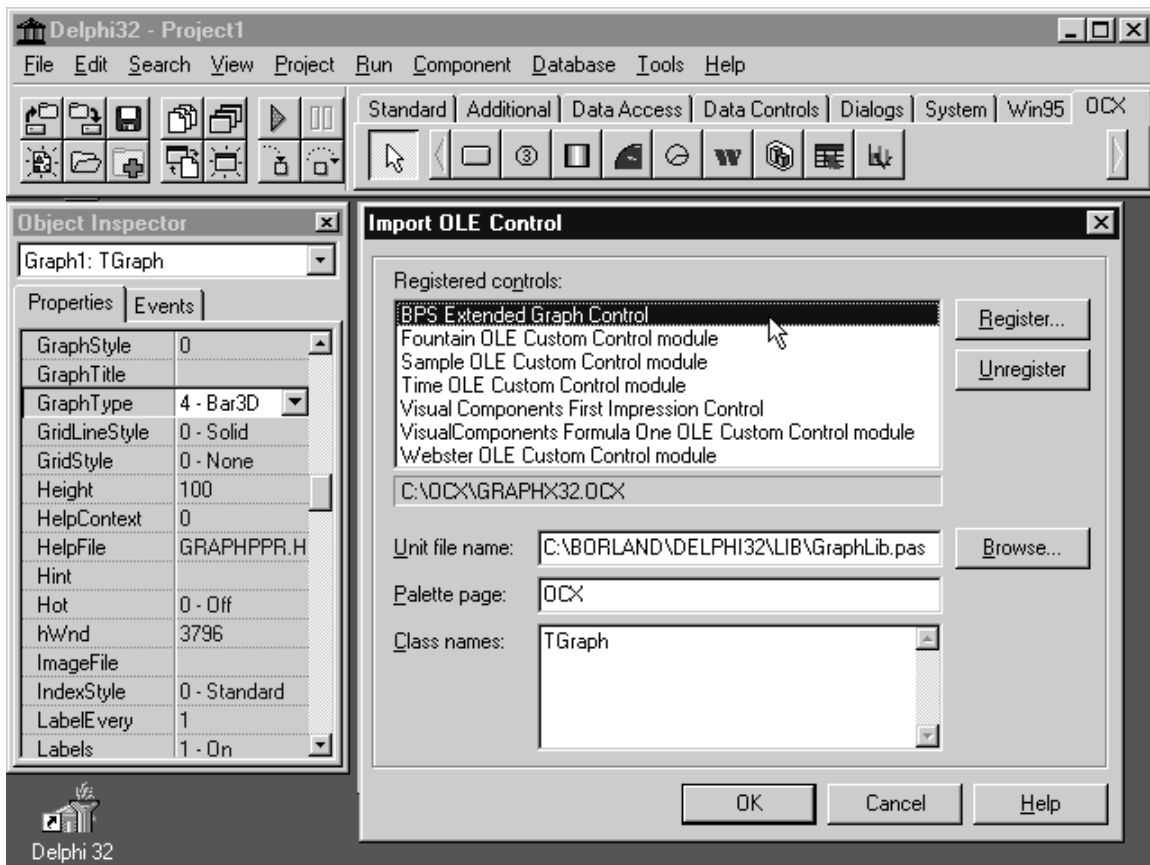 Delphi32 - Project1
File Edit Search View Project Run Component Database Tools Help
Standard Additional Data Access Data Controls Dialogs System Win95 OCX
3 W
Object Inspector
Graph1: TGraph
Properties Events
GraphStyle 0
GraphTitle
GraphType 4 - Bar3D
GridLineStyle 0 - Solid
GridStyle 0 - None
Height 100
HelpContext 0
HelpFile GRAPHPPR.H
Hint
Hot 0 - Off
hWnd 3796
ImageFile
IndexStyle 0 - Standard
LabelEvery 1
Labels 1 - On
Import OLE Control
Registered controls:
BPS Extended Graph Control
Fountain OLE Custom Control module
Sample OLE Custom Control module
Time OLE Custom Control module
Visual Components First Impression Control
VisualComponents Formula One OLE Custom Control module
Webster OLE Custom Control module
C:\OCX\GRAPHX32.OCX
Register...
Unregister
Unit file name: C:\BORLAND\DELPHI32\LIB\GraphLib.pas Browse...
Palette page: OCX
Class names: TGraph
OK Cancel Help
Delphi 32